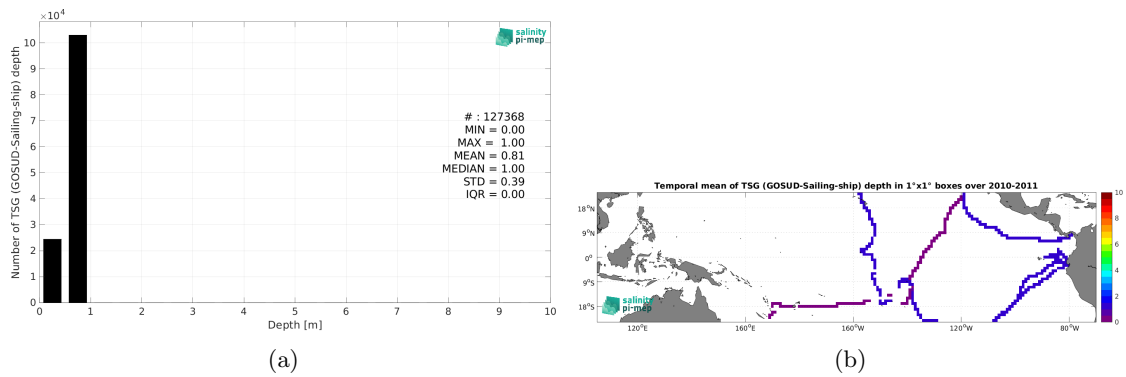 ×10⁴
10
9
8
7
6
5
4
3
2
1
0
Number of TSG (GOSUD-Sailing-ship) depth
salinity
pi-mep
# : 127368
MIN = 0.00
MAX = 1.00
MEAN = 0.81
MEDIAN = 1.00
STD = 0.39
IQR = 0.00
0 1 2 3 4 5 6 7 8 9 10
Depth [m]
(a)
Temporal mean of TSG (GOSUD-Sailing-ship) depth in 1°x1° boxes over 2010-2011
18°N
9°N
0°
9°S
18°S
salinity
pi-mep
120°E 160°E 160°W 120°W 80°W
10
8
6
4
2
0
(b)